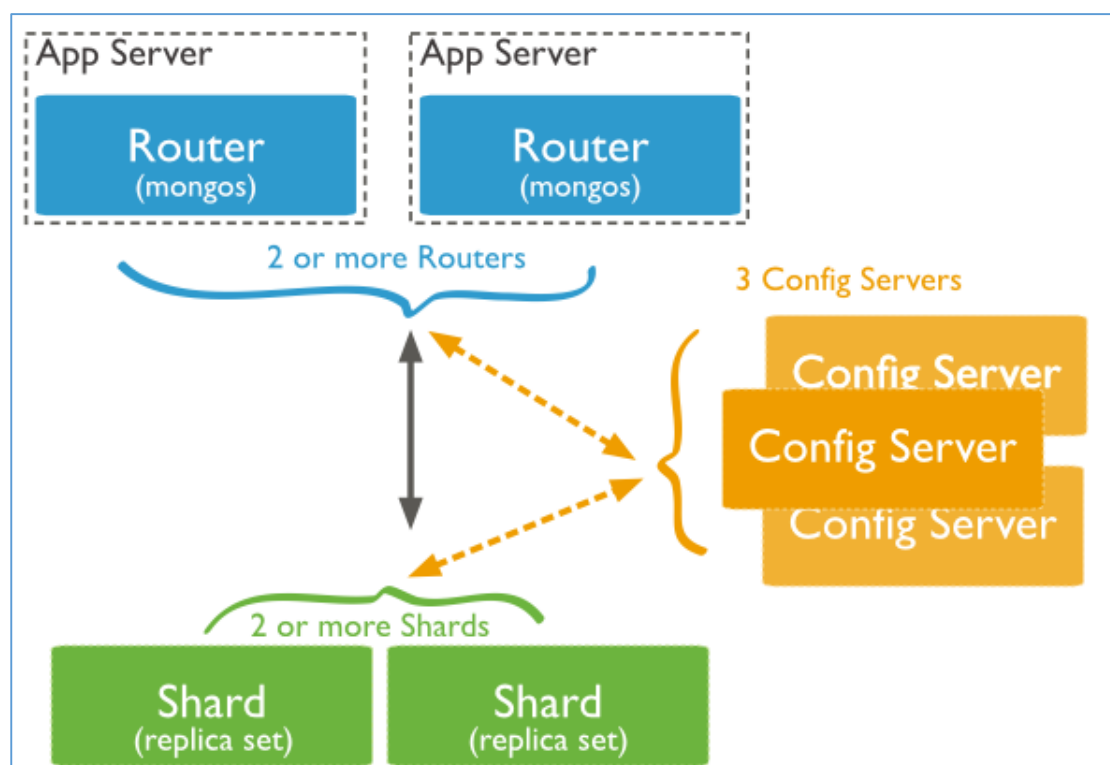 App Server
Router
(mongos)
App Server
Router
(mongos)
2 or more Routers
3 Config Servers
Config Server
Config Server
Config Server
2 or more Shards
Shard
(replica set)
Shard
(replica set)